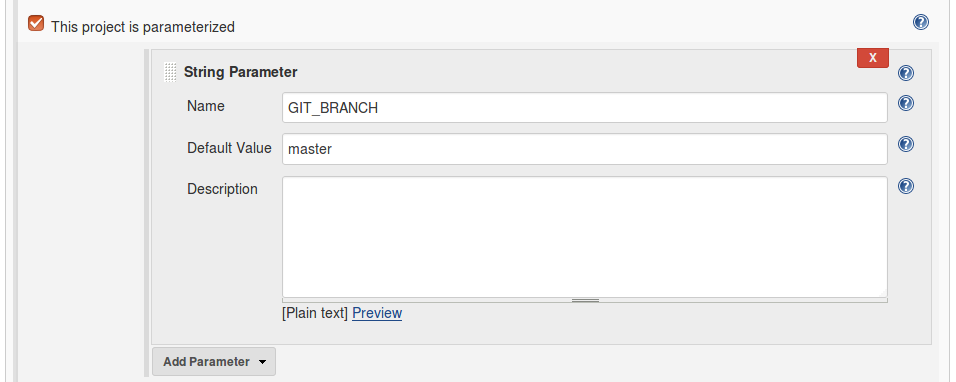 This project is parameterized
X
String Parameter
Name
GIT_BRANCH
Default Value
master
Description
[Plain text] Preview
Add Parameter